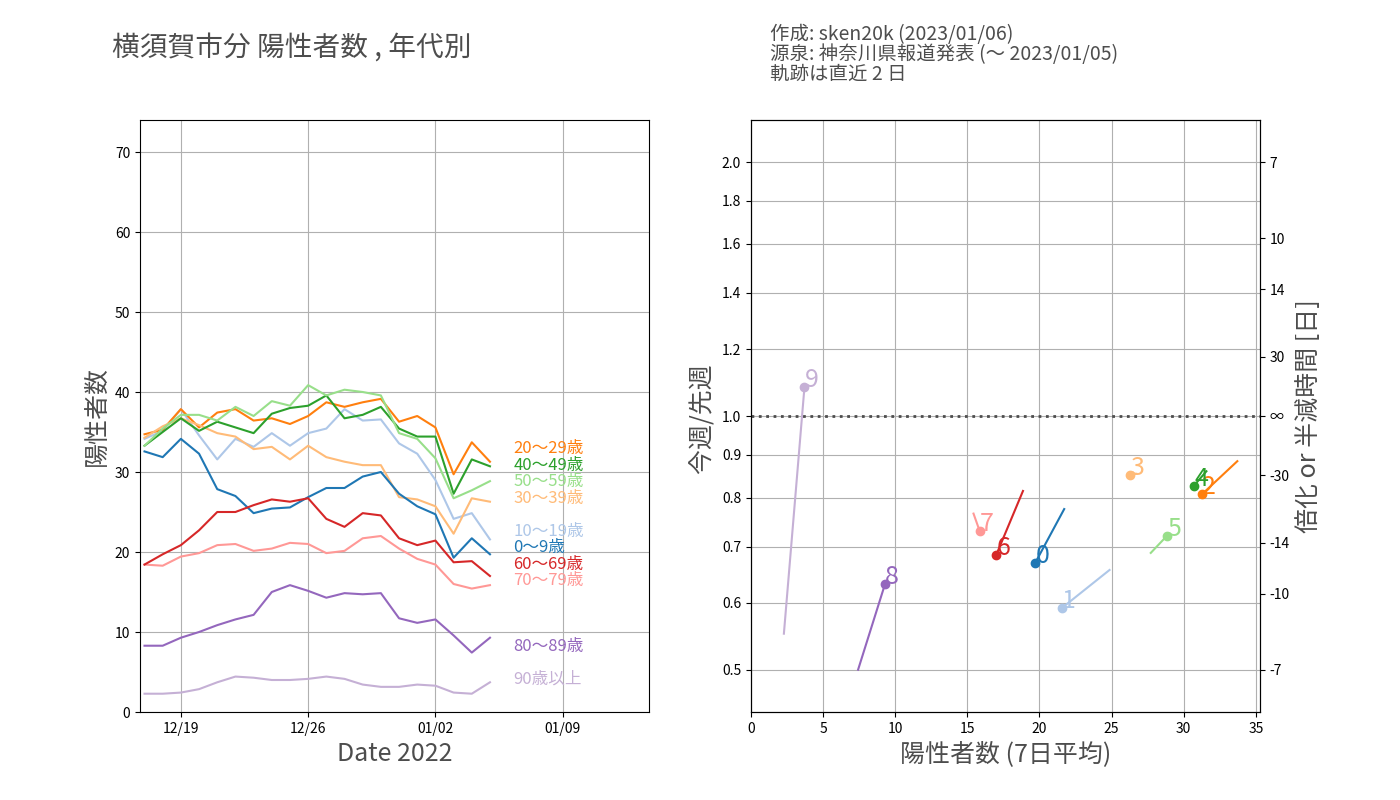 横須賀市分 陽性者数 , 年代別
作成: sken20k (2023/01/06)
源泉: 神奈川県報道発表 (〜 2023/01/05)
軌跡は直近 2 日
陽性者数
70
60
50
40
30
20
10
0
12/19
12/26
01/02
01/09
Date 2022
20〜29歳
40〜49歳
50〜59歳
30〜39歳
10〜19歳
0〜9歳
60〜69歳
70〜79歳
80〜89歳
90歳以上
今週/先週
2.0
1.8
1.6
1.4
1.2
1.0
0.9
0.8
0.7
0.6
0.5
0
5
10
15
20
25
30
35
陽性者数 (7日平均)
9
3
4
2
7
5
6
0
8
1
7
10
14
30
∞
-30
-14
-10
-7
倍化 or 半減時間 [日]